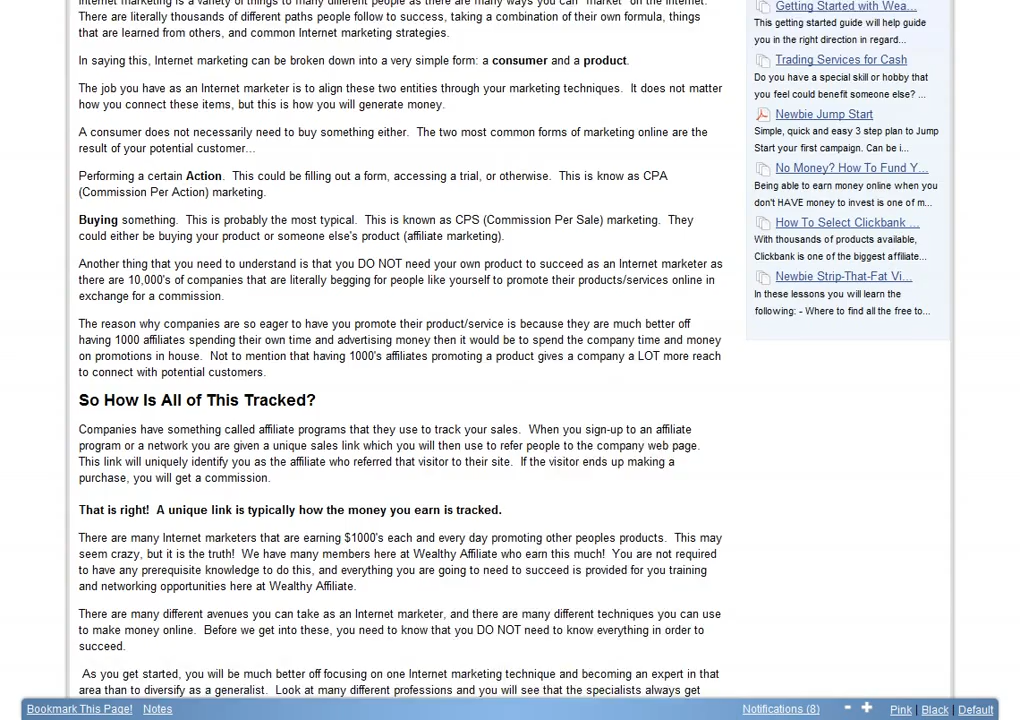 Internet marketing is a variety of things to many different people as there are many ways you can "market" on the Internet.
There are literally thousands of different paths people follow to success, taking a combination of their own formula, things
that are learned from others, and common Internet marketing strategies.
In saying this, Internet marketing can be broken down into a very simple form: a consumer and a product.
The job you have as an Internet marketer is to align these two entities through your marketing techniques. It does not matter
how you connect these items, but this is how you will generate money.
A consumer does not necessarily need to buy something either. The two most common forms of marketing online are the
result of your potential customer...
Performing a certain Action. This could be filling out a form, accessing a trial, or otherwise. This is know as CPA
(Commission Per Action) marketing.
Buying something. This is probably the most typical. This is known as CPS (Commission Per Sale) marketing. They
could either be buying your product or someone else's product (affiliate marketing).
Another thing that you need to understand is that you DO NOT need your own product to succeed as an Internet marketer as
there are 10,000's of companies that are literally begging for people like yourself to promote their products/services online in
exchange for a commission.
The reason why companies are so eager to have you promote their product/service is because they are much better off
having 1000 affiliates spending their own time and advertising money then it would be to spend the company time and money
on promotions in house. Not to mention that having 1000's affiliates promoting a product gives a company a LOT more reach
to connect with potential customers.
So How Is All of This Tracked?
Companies have something called affiliate programs that they use to track your sales. When you sign-up to an affiliate
program or a network you are given a unique sales link which you will then use to refer people to the company web page.
This link will uniquely identify you as the affiliate who referred that visitor to their site. If the visitor ends up making a
purchase, you will get a commission.
That is right! A unique link is typically how the money you earn is tracked.
There are many Internet marketers that are earning $1000's each and every day promoting other peoples products. This may
seem crazy, but it is the truth! We have many members here at Wealthy Affiliate who earn this much! You are not required
to have any prerequisite knowledge to do this, and everything you are going to need to succeed is provided for you training
and networking opportunities here at Wealthy Affiliate.
There are many different avenues you can take as an Internet marketer, and there are many different techniques you can use
to make money online. Before we get into these, you need to know that you DO NOT need to know everything in order to
succeed.
As you get started, you will be much better off focusing on one Internet marketing technique and becoming an expert in that
area than to diversify as a generalist. Look at many different professions and you will see that the specialists always get
Getting Started with Wea...
This getting started guide will help guide
you in the right direction in regard...
Trading Services for Cash
Do you have a special skill or hobby that
you feel could benefit someone else? ...
Newbie Jump Start
Simple, quick and easy 3 step plan to Jump
Start your first campaign. Can be i...
No Money? How To Fund Y...
Being able to earn money online when you
don't HAVE money to invest is one of m...
How To Select Clickbank ...
With thousands of products available,
Clickbank is one of the biggest affiliate...
Newbie Strip-That-Fat Vi...
In these lessons you will learn the
following: - Where to find all the free to...
Bookmark This Page! Notes Notifications (8) - + Pink | Black | Default